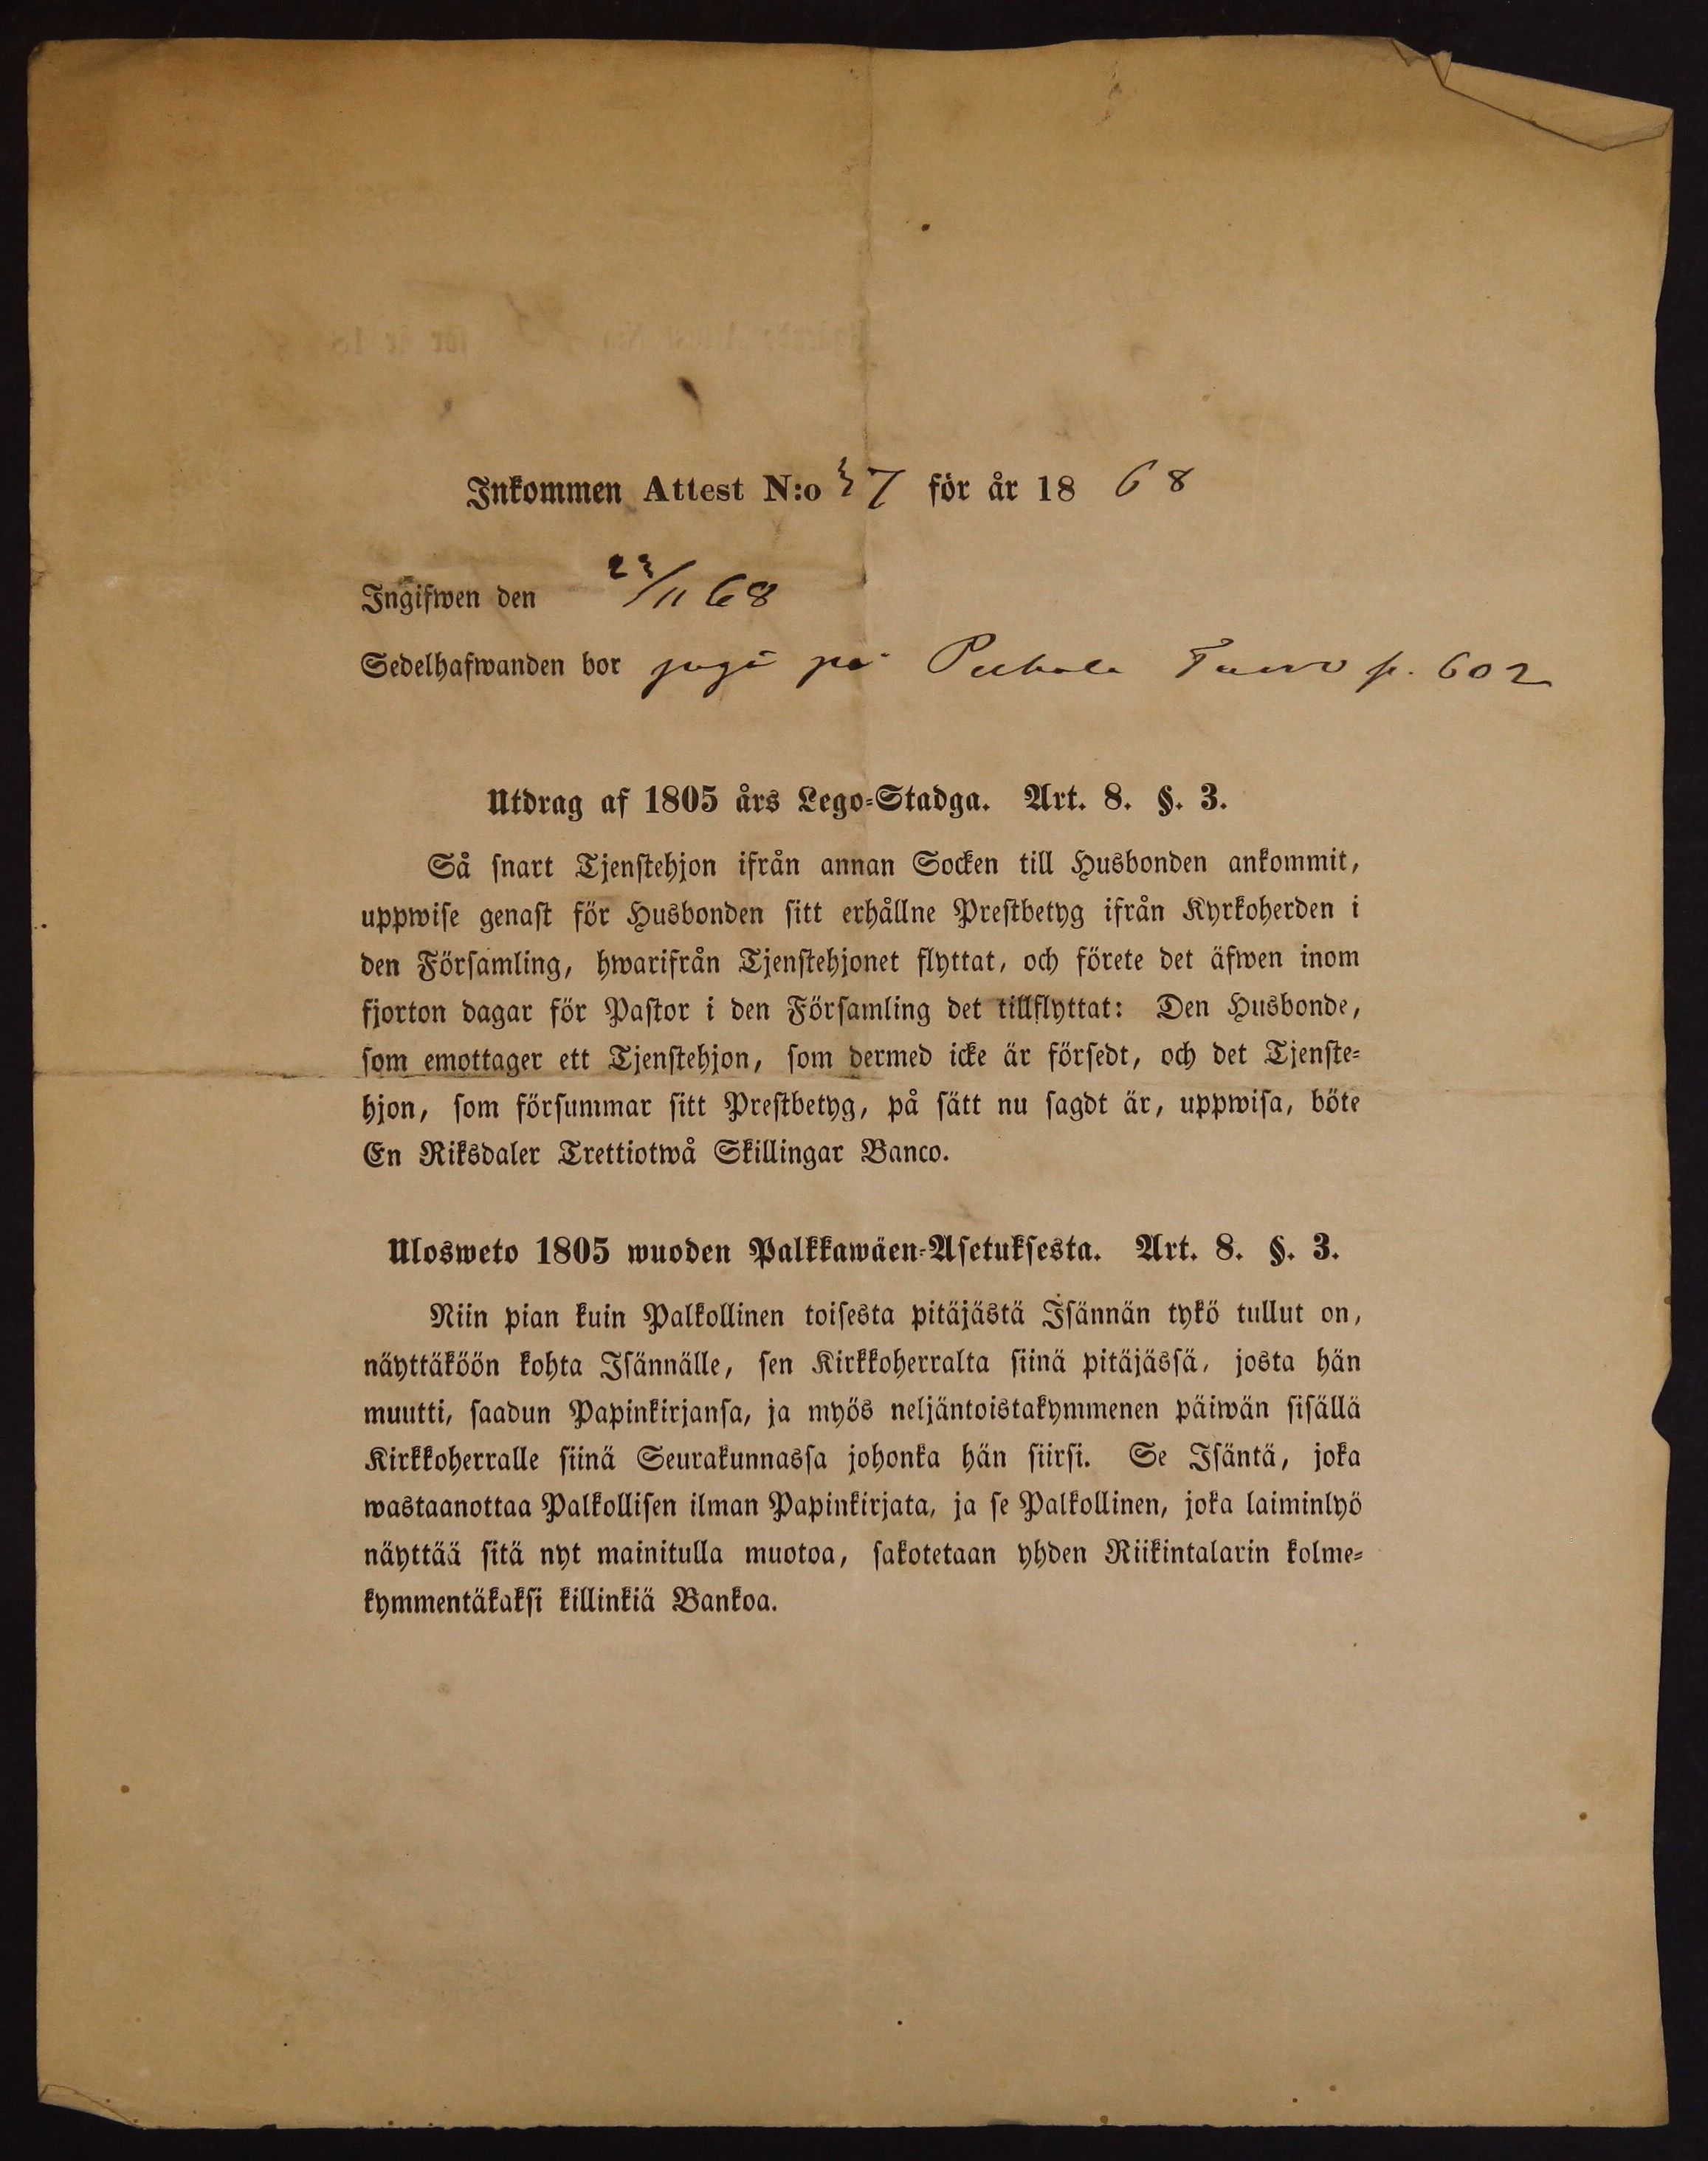 Inkommen Attest N:o 37 för år 18 68
Ingifwen den 23/11 68
Sedelhafwanden bor på p. 602
Utdrag af 1805 års Lego-Stadga. Art. 8. §. 3.
Så snart Tjenstehjon ifrån annan Socken till Husbonden ankommit,
uppwise genast för Husbonden sitt erhållne Prestbetyg ifrån Kyrkoherden i
den Församling, hwarifrån Tjenstehjonet flyttat, och förete det äfwen inom
fjorton dagar för Pastor i den Församling det tillflyttat: Den Husbonde,
som emottager ett Tjenstehjon, som dermed icke är försedt, och det Tjenste-
hjon, som försummar sitt Prestbetyg, på sätt nu sagdt är, uppwisa, böte
En Riksdaler Trettiotwå Skillingar Banco.
Ulosweto 1805 wuoden Palkkawäen-Asetuksesta. Art. 8. §. 3.
Niin pian kuin Palkollinen toisesta pitäjästä Isännän tykö tullut on,
näyttäköön kohta Isännälle, sen Kirkkoherralta siinä pitäjässä, josta hän
muutti, saadun Papinkirjansa, ja myös neljäntoistakymmenen päiwän sisällä
Kirkkoherralle siinä Seurakunnassa johonka hän siirsi. Se Isäntä, joka
wastaanottaa Palkollisen ilman Papinkirjata, ja se Palkollinen, joka laiminlyö
näyttää sitä nyt mainitulla muotoa, sakotetaan yhden Riikintalarin kolme-
kymmentäkaksi killinkiä Bankoa.